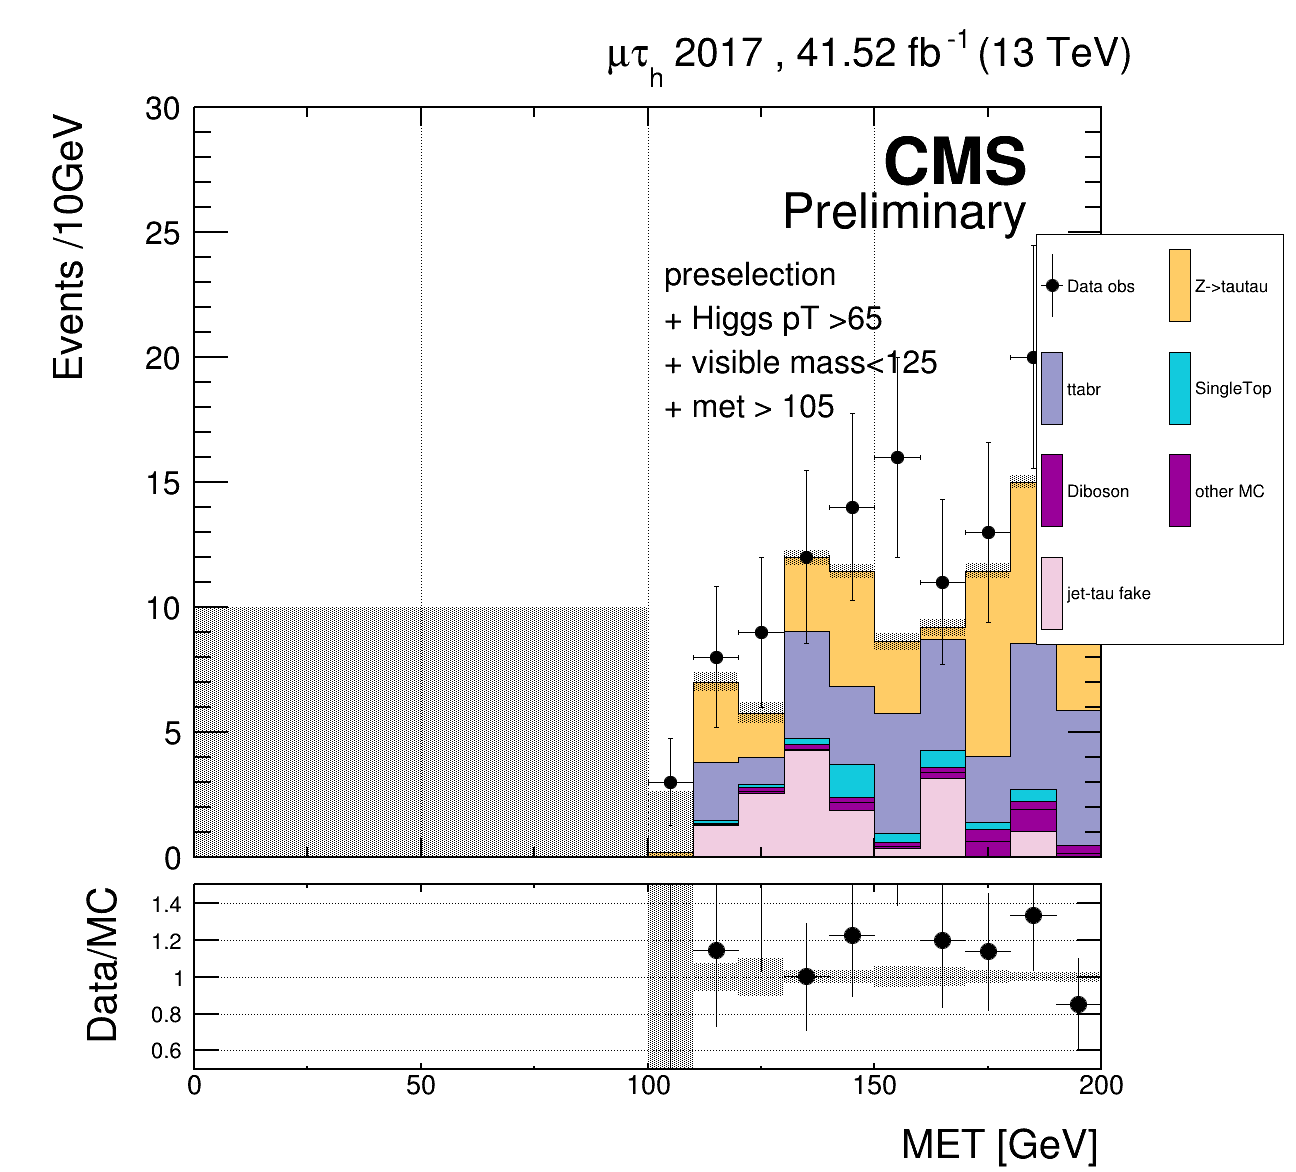 μτh 2017 , 41.52 fb-1 (13 TeV)
Events /10GeV
30
25
20
15
10
5
0
CMS
Preliminary
preselection
+ Higgs pT >65
+ visible mass<125
+ met > 105
Data obs
Z->tautau
ttabr
SingleTop
Diboson
other MC
jet-tau fake
Data/MC
1.4
1.2
1
0.8
0.6
0 50 100 150 200
MET [GeV]